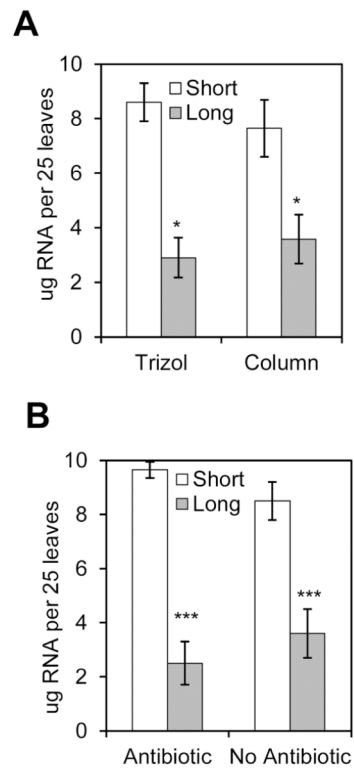 A
ug RNA per 25 leaves
10
8
6
4
2
0
Short
Long
*
*
Trizol Column
B
ug RNA per 25 leaves
10
8
6
4
2
0
Short
Long
***
***
Antibiotic No Antibiotic